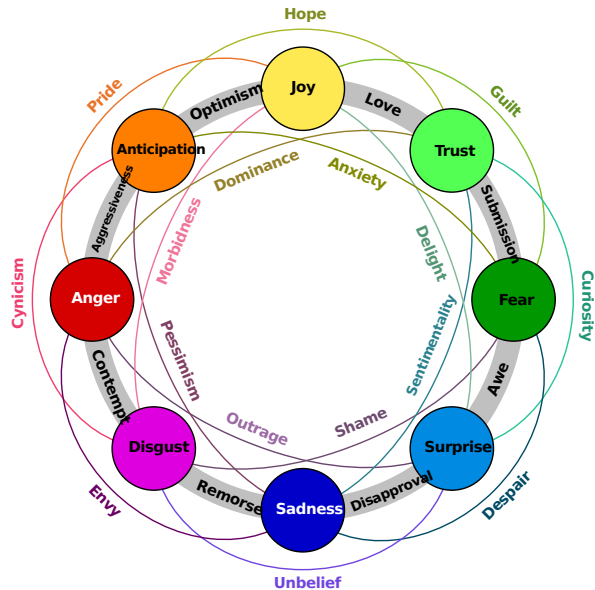 Hope
Joy
Optimism
Love
Pride
Guilt
Anticipation
Trust
Dominance
Anxiety
Aggressiveness
Submission
Morbidness
Delight
Cynicism
Anger
Fear
Curiosity
Pessimism
Sentimentality
Contempt
Awe
Outrage
Shame
Disgust
Surprise
Envy
Remorse
Disapproval
Despair
Sadness
Unbelief